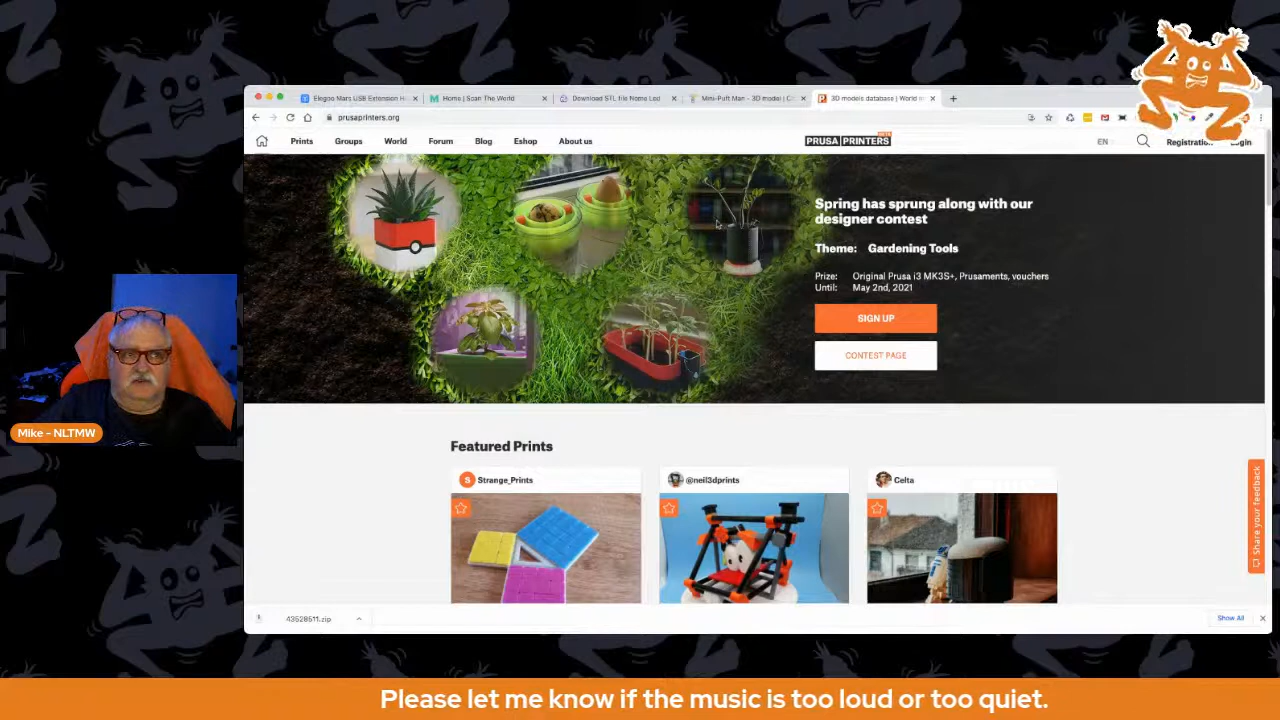 Elegoo Mars USB Extension H
Home | Scan The World
Download STL file Nome Led
Mini-Puft Man - 3D model
3D models database | World
prusaprinters.org
Prints Groups World Forum Blog Eshop About us
PRUSA PRINTERS BETA
EN Registration Login
Spring has sprung along with our
designer contest
Theme: Gardening Tools
Prize: Original Prusa i3 MK3S+, Prusaments, vouchers
Until: May 2nd, 2021
SIGN UP
CONTEST PAGE
Mike - NLTMW
Featured Prints
S Strange_Prints
@neil3dprints
Celta
Share your feedback
43528511.zip
Show All
Please let me know if the music is too loud or too quiet.